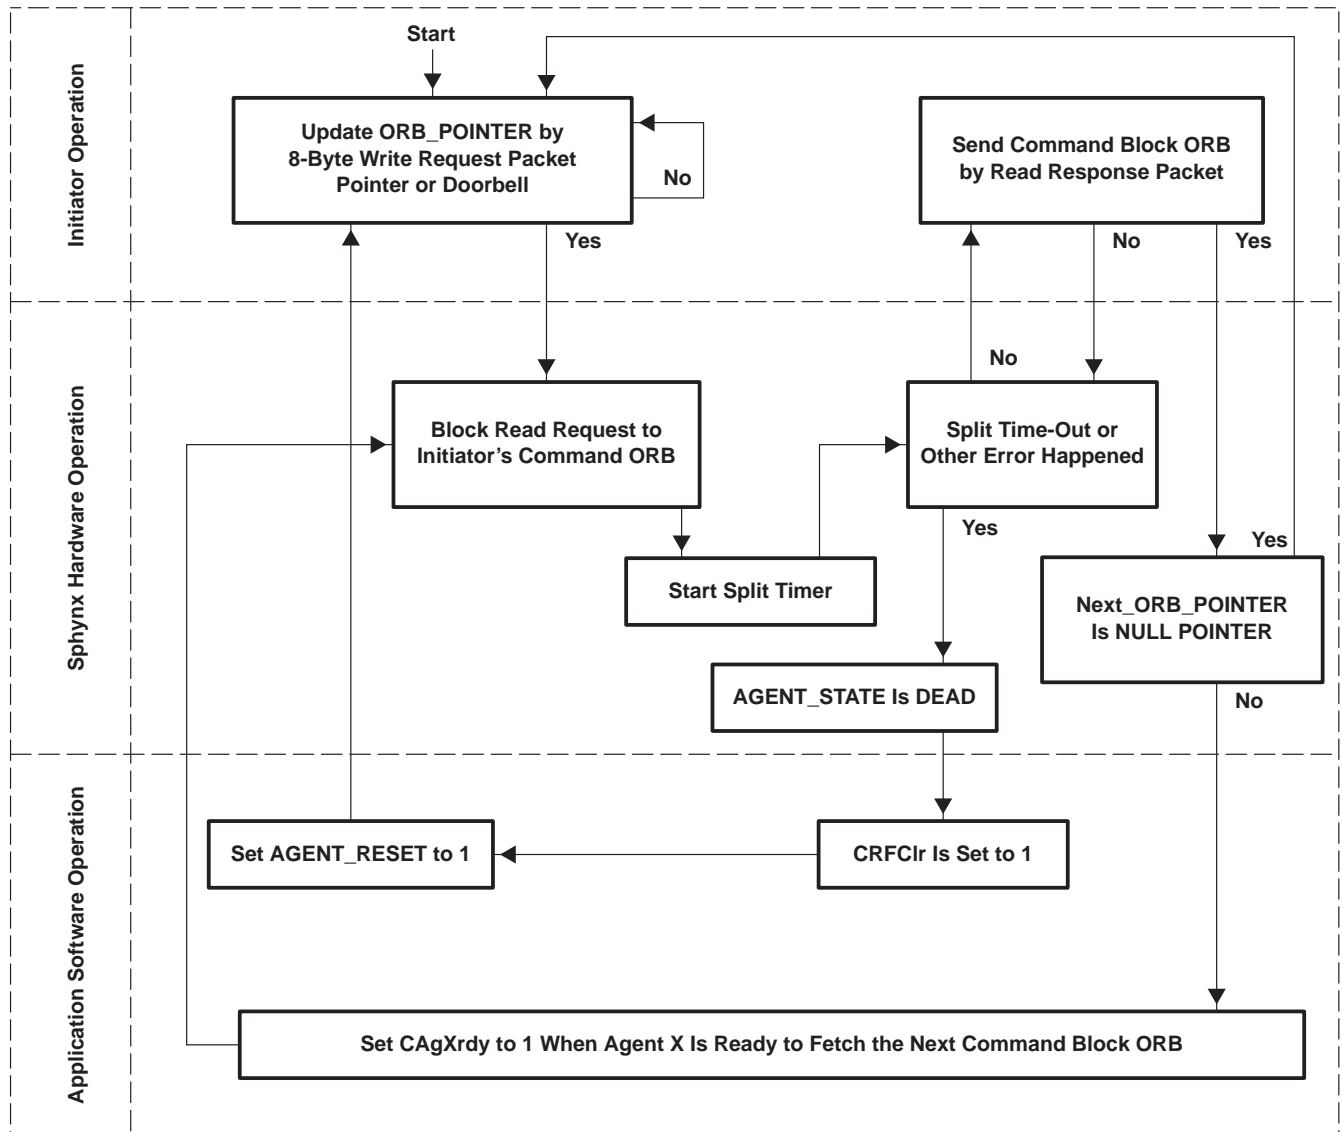 Initiator Operation
Start
Update ORB_POINTER by
8-Byte Write Request Packet
Pointer or Doorbell
No
Yes
Send Command Block ORB
by Read Response Packet
No
Yes
Sphynx Hardware Operation
Block Read Request to
Initiator's Command ORB
Start Split Timer
No
Split Time-Out or
Other Error Happened
Yes
AGENT_STATE Is DEAD
Yes
Next_ORB_POINTER
Is NULL POINTER
No
Application Software Operation
Set AGENT_RESET to 1
CRFClr Is Set to 1
Set CAgXrdy to 1 When Agent X Is Ready to Fetch the Next Command Block ORB